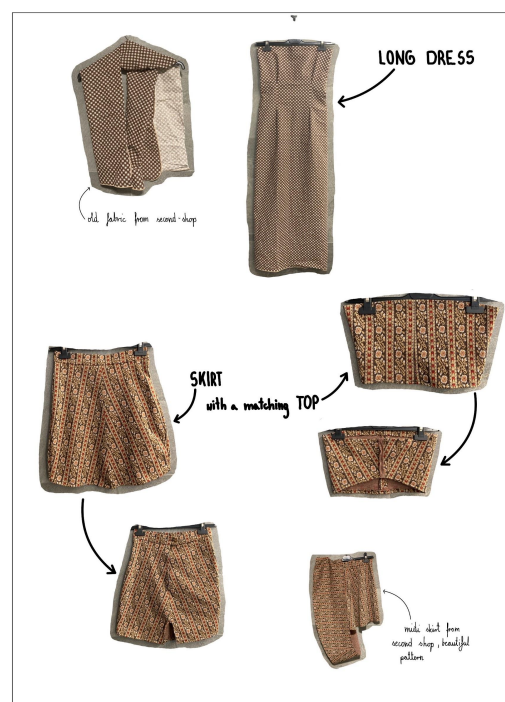 LONG DRESS
old fabric from second-shop
SKIRT
with a matching TOP
midi skirt from
second shop, beautiful
pattern